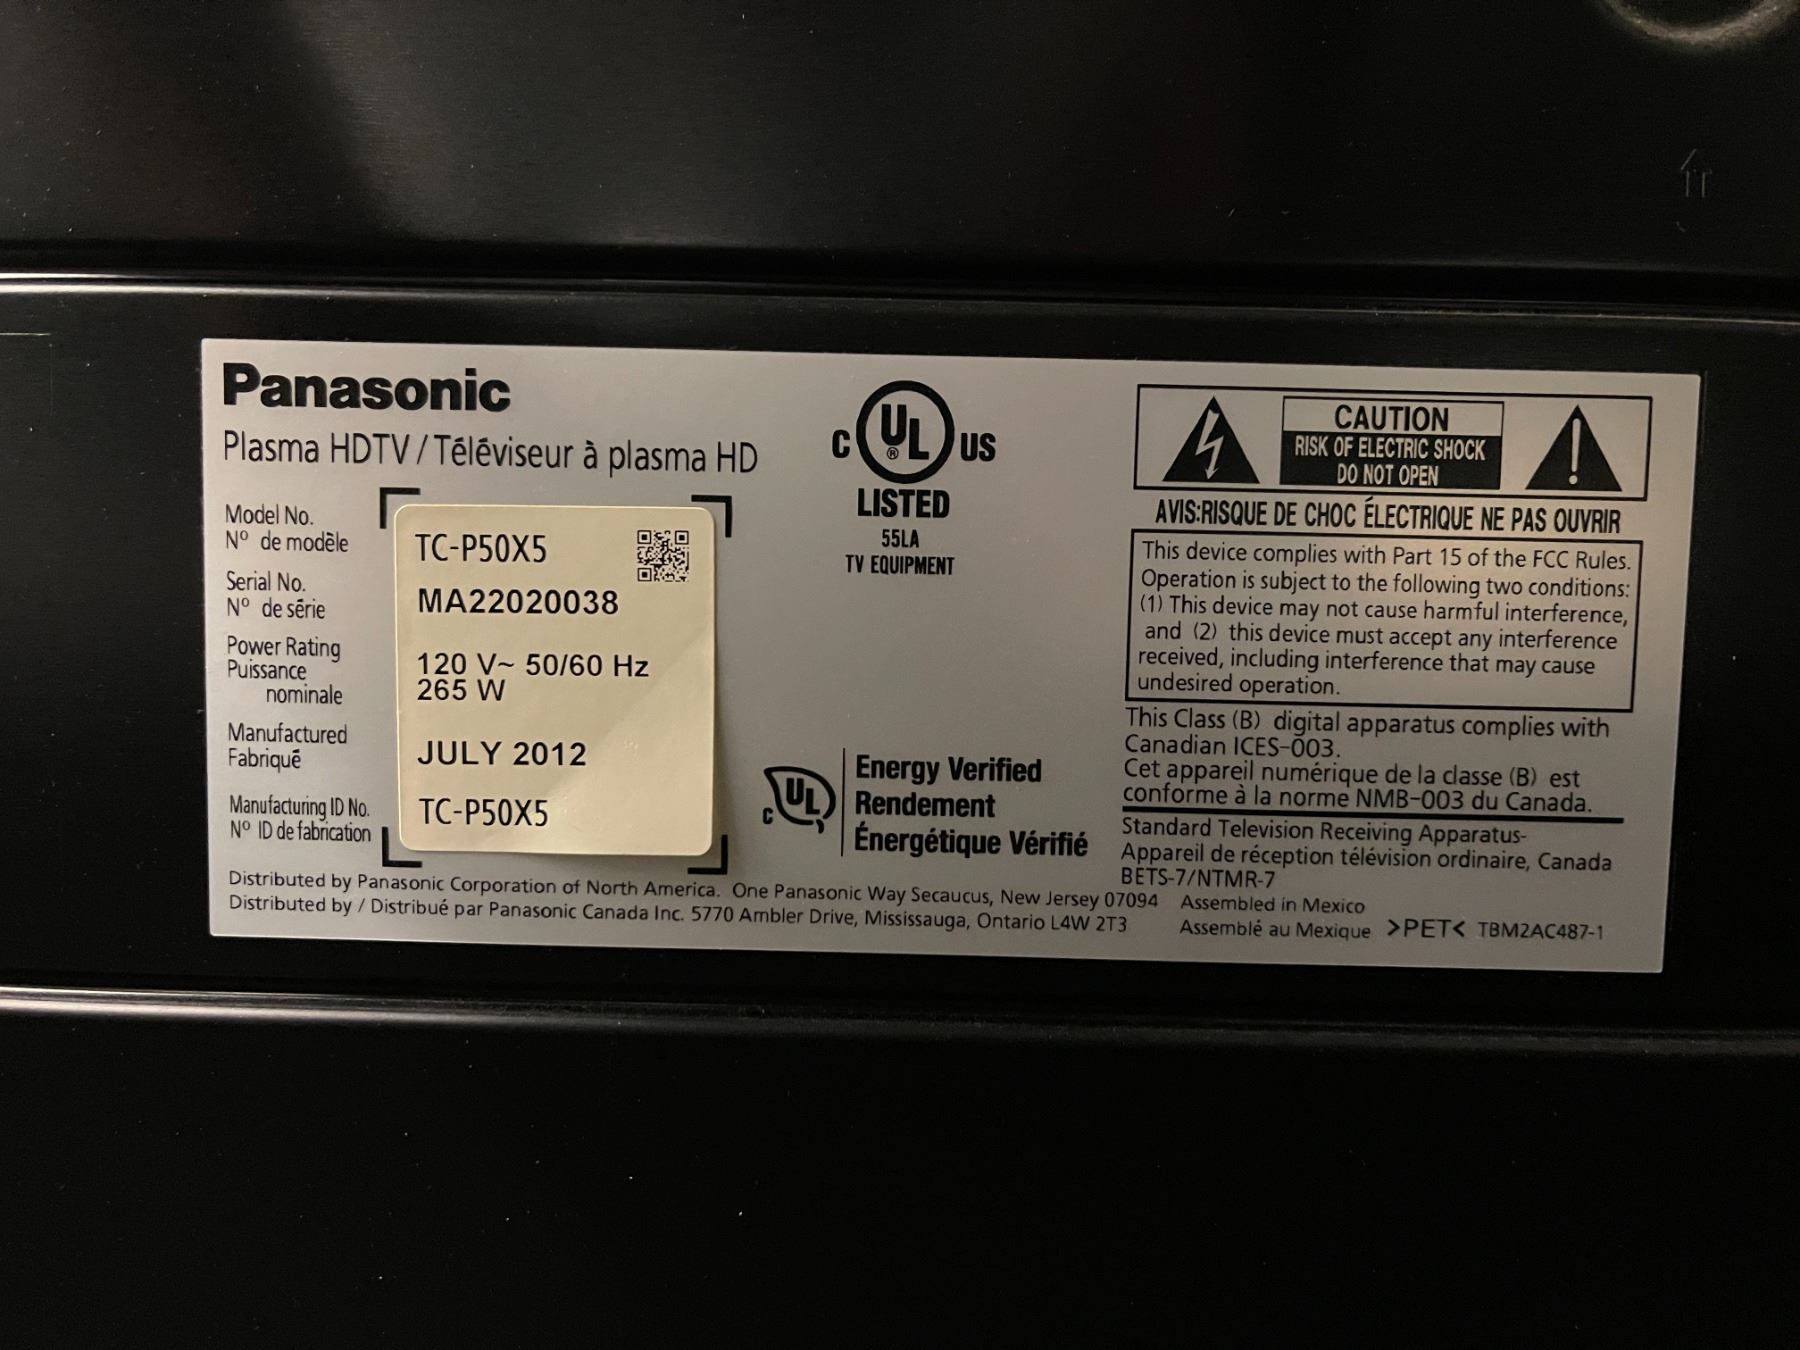 Panasonic
Plasma HDTV / Téléviseur à plasma HD
Model No.
Nº de modèle
TC-P50X5
Serial No.
Nº de série
MA22020038
Power Rating
Puissance
nominale
120 V~ 50/60 Hz
265 W
Manufactured
Fabriqué
JULY 2012
Manufacturing ID No.
Nº ID de fabrication
TC-P50X5
C UL ® US
LISTED
55LA
TV EQUIPMENT
C UL
Energy Verified
Rendement
Énergétique Vérifié
CAUTION
RISK OF ELECTRIC SHOCK
DO NOT OPEN
AVIS:RISQUE DE CHOC ÉLECTRIQUE NE PAS OUVRIR
This device complies with Part 15 of the FCC Rules.
Operation is subject to the following two conditions:
(1) This device may not cause harmful interference,
and (2) this device must accept any interference
received, including interference that may cause
undesired operation.
This Class (B) digital apparatus complies with
Canadian ICES-003.
Cet appareil numérique de la classe (B) est
conforme à la norme NMB-003 du Canada.
Standard Television Receiving Apparatus-
Appareil de réception télévision ordinaire, Canada
BETS-7/NTMR-7
Distributed by Panasonic Corporation of North America. One Panasonic Way Secaucus, New Jersey 07094
Distributed by / Distribué par Panasonic Canada Inc. 5770 Ambler Drive, Mississauga, Ontario L4W 2T3
Assembled in Mexico
Assemblé au Mexique >PET< TBM2AC487-1